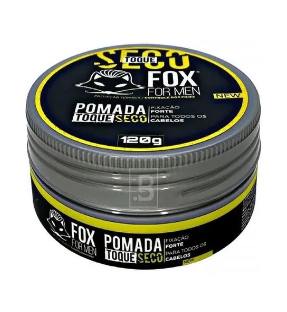 TOQUE
SECO
FOX
FOR MEN
NEW
POMADA
TOQUE SECO
FIXAÇÃO
FORTE
PARA TODOS OS
CABELOS
120g
.B
FOX
FOR MEN
POMADA
TOQUE SECO
FIXAÇÃO
FORTE
PARA TODOS OS
CABELOS